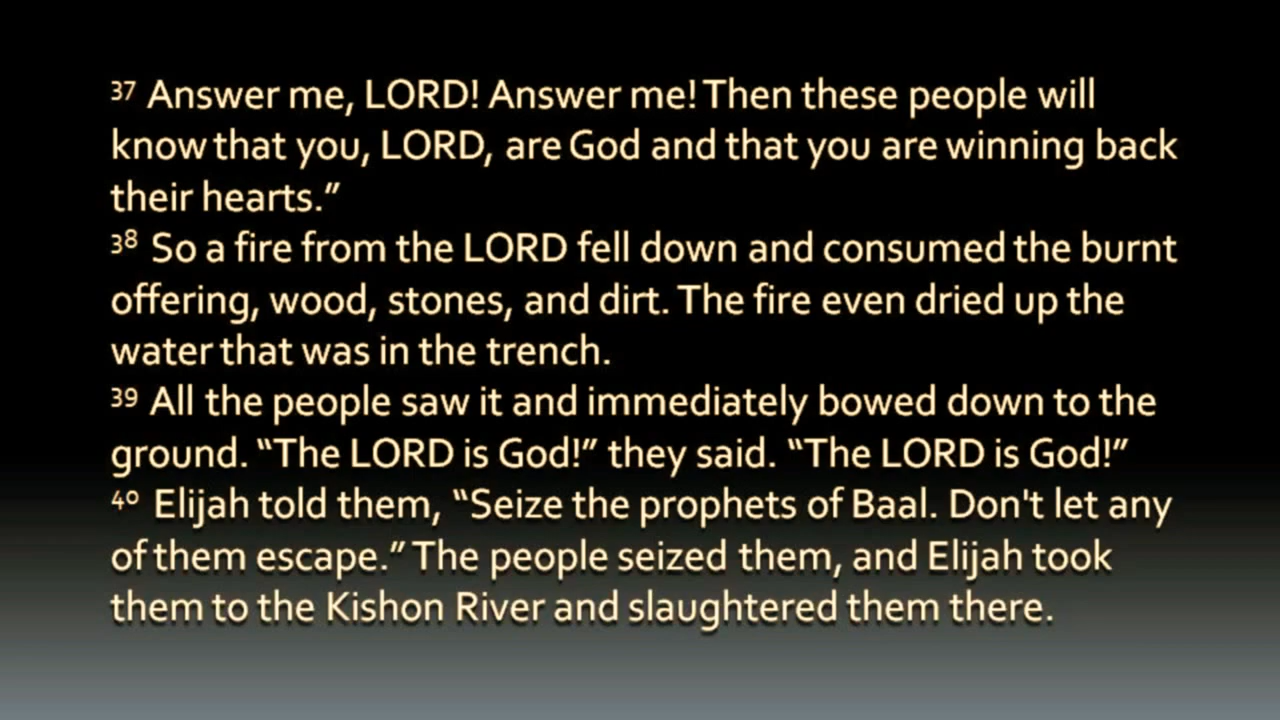 37 Answer me, LORD! Answer me! Then these people will
know that you, LORD, are God and that you are winning back
their hearts.”
38 So a fire from the LORD fell down and consumed the burnt
offering, wood, stones, and dirt. The fire even dried up the
water that was in the trench.
39 All the people saw it and immediately bowed down to the
ground. “The LORD is God!” they said. “The LORD is God!”
40 Elijah told them, “Seize the prophets of Baal. Don't let any
of them escape.” The people seized them, and Elijah took
them to the Kishon River and slaughtered them there.